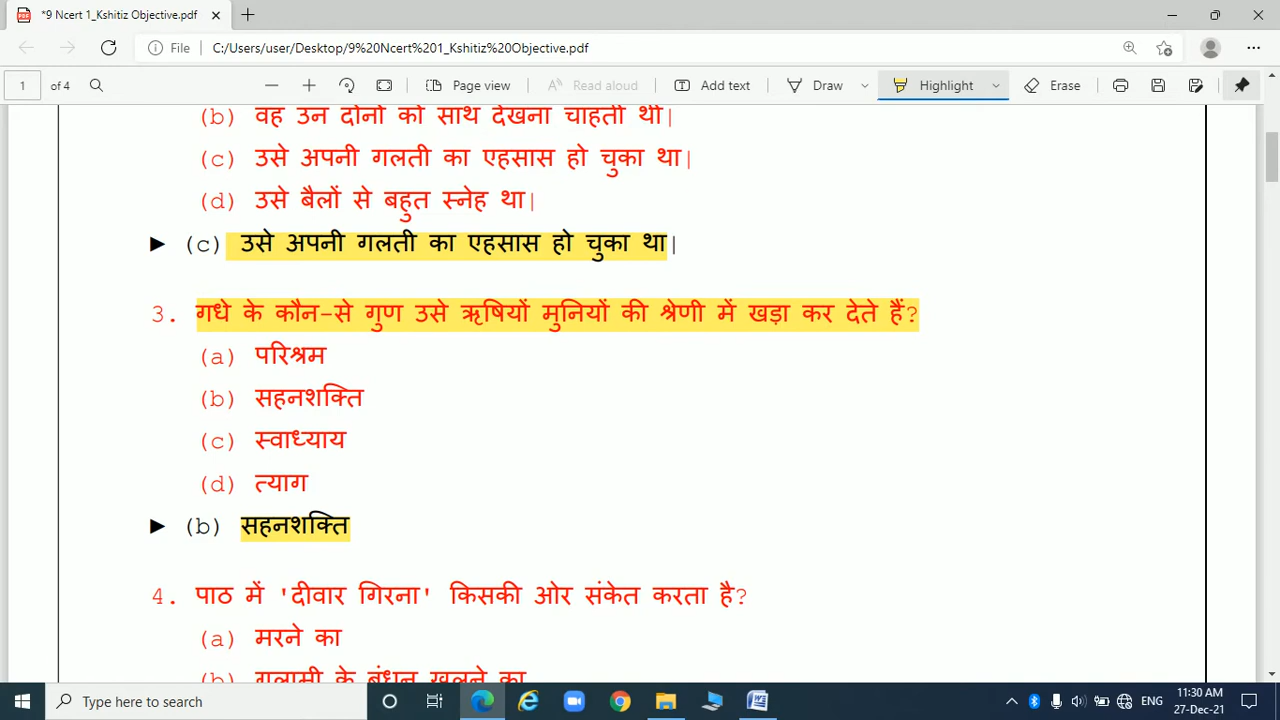 *9 Ncert 1_Kshitiz Objective.pdf
File C:/Users/user/Desktop/9%20Ncert%201_Kshitiz%20Objective.pdf
1 of 4 Page view Read aloud Add text Draw Highlight Erase
(b) वह उन दोनों को साथ देखना चाहती थी|
(c) उसे अपनी गलती का एहसास हो चुका था|
(d) उसे बैलों से बहुत स्नेह था|
► (c) उसे अपनी गलती का एहसास हो चुका था|
3. गधे के कौन-से गुण उसे ऋषियों मुनियों की श्रेणी में खड़ा कर देते हैं?
(a) परिश्रम
(b) सहनशक्ति
(c) स्वाध्याय
(d) त्याग
► (b) सहनशक्ति
4. पाठ में 'दीवार गिरना' किसकी ओर संकेत करता है?
(a) मरने का
(b) गुलामी के बंधन खुलने का
Type here to search
ENG 11:30 AM
27-Dec-21